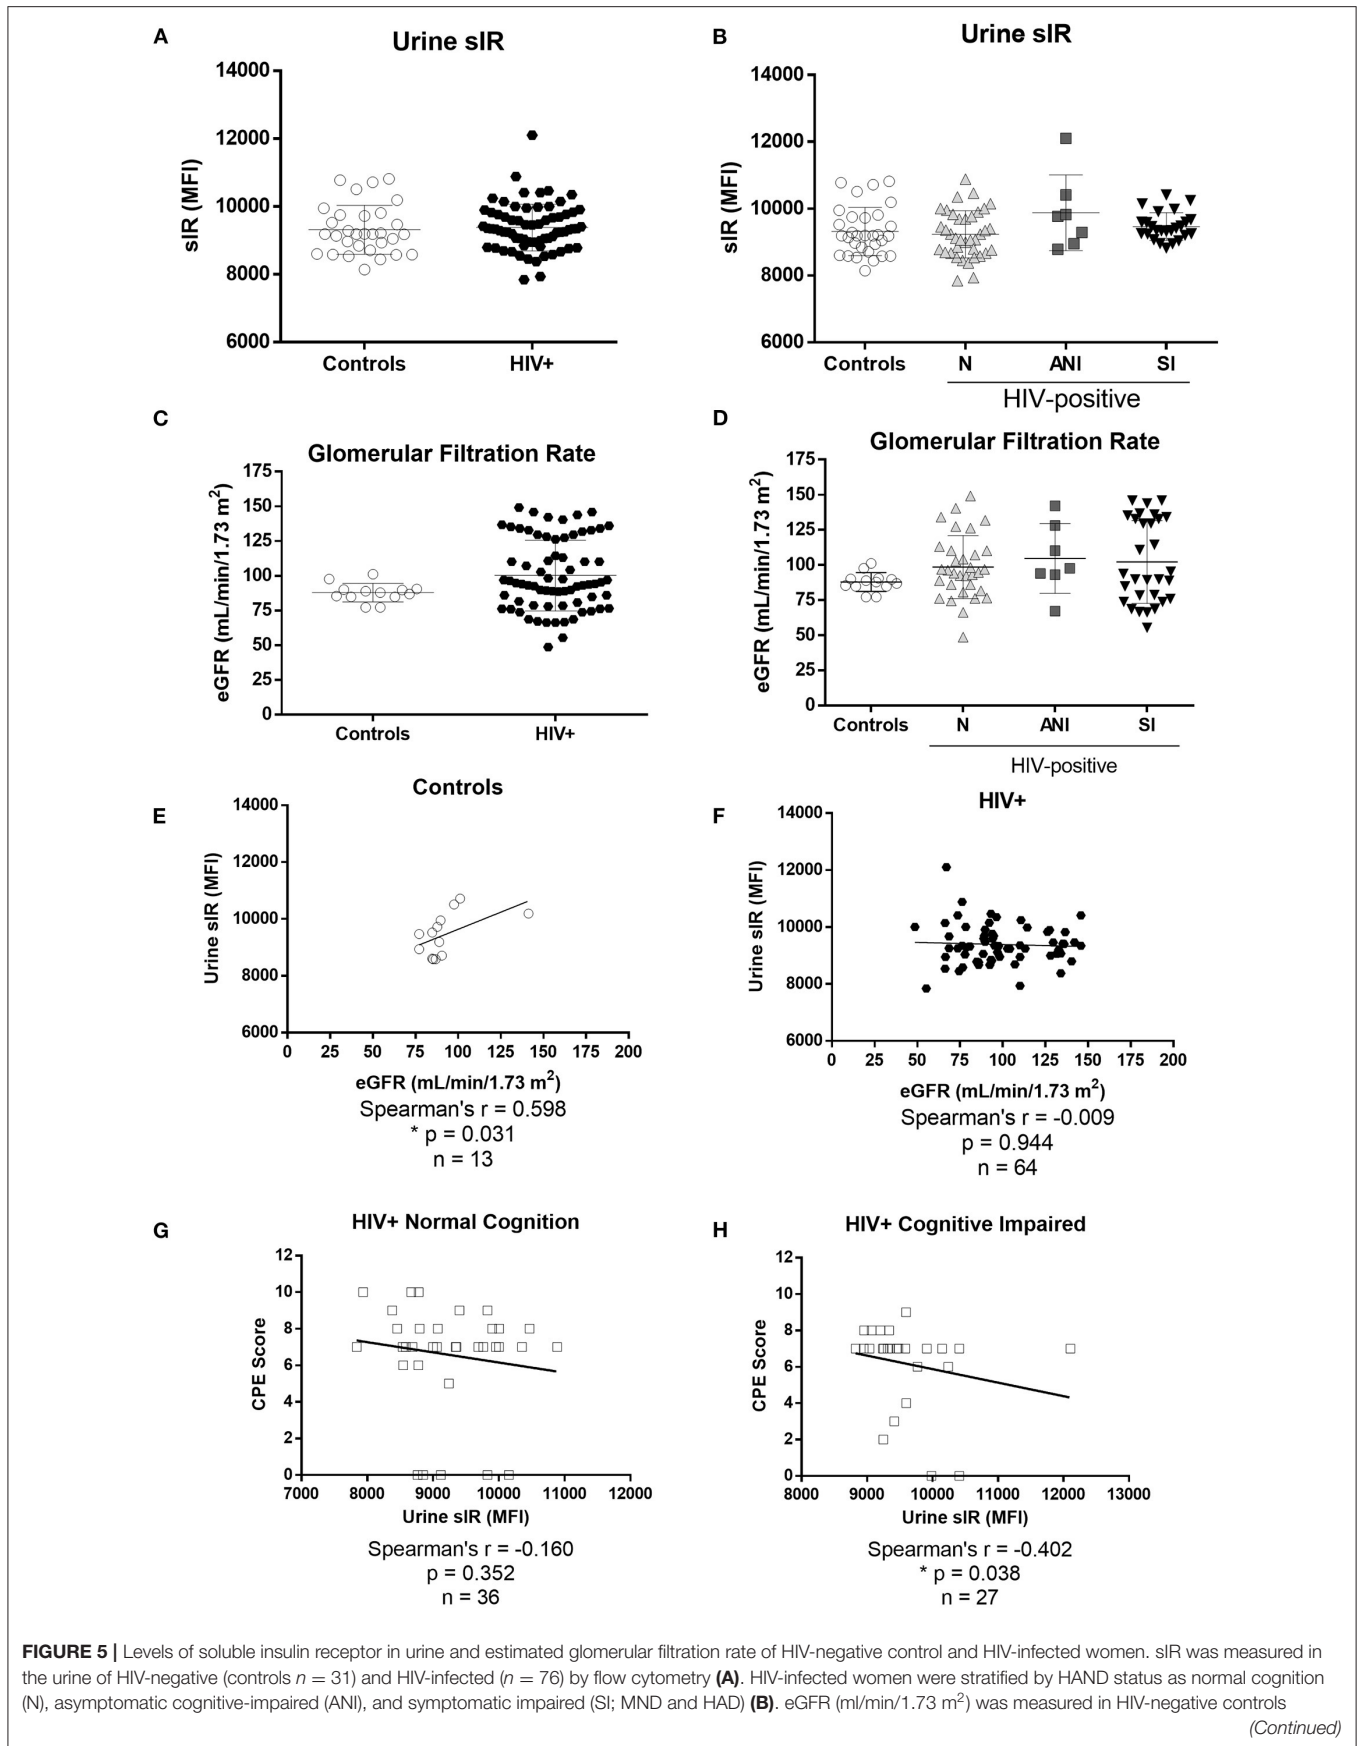 A
Urine sIR
sIR (MFI)
14000
12000
10000
8000
6000
Controls
HIV+
B
Urine sIR
sIR (MFI)
14000
12000
10000
8000
6000
Controls
N
ANI
SI
HIV-positive
C
Glomerular Filtration Rate
eGFR (mL/min/1.73 m²)
175
150
125
100
75
50
25
0
Controls
HIV+
D
Glomerular Filtration Rate
eGFR (mL/min/1.73 m²)
175
150
125
100
75
50
25
0
Controls
N
ANI
SI
HIV-positive
E
Controls
Urine sIR (MFI)
14000
12000
10000
8000
6000
0 25 50 75 100 125 150 175 200
eGFR (mL/min/1.73 m²)
Spearman's r = 0.598
* p = 0.031
n = 13
F
HIV+
Urine sIR (MFI)
14000
12000
10000
8000
6000
0 25 50 75 100 125 150 175 200
eGFR (mL/min/1.73 m²)
Spearman's r = -0.009
p = 0.944
n = 64
G
HIV+ Normal Cognition
CPE Score
12
10
8
6
4
2
0
7000 8000 9000 10000 11000 12000
Urine sIR (MFI)
Spearman's r = -0.160
p = 0.352
n = 36
H
HIV+ Cognitive Impaired
CPE Score
12
10
8
6
4
2
0
8000 9000 10000 11000 12000 13000
Urine sIR (MFI)
Spearman's r = -0.402
* p = 0.038
n = 27
FIGURE 5 | Levels of soluble insulin receptor in urine and estimated glomerular filtration rate of HIV-negative control and HIV-infected women. sIR was measured in
the urine of HIV-negative (controls n = 31) and HIV-infected (n = 76) by flow cytometry (A). HIV-infected women were stratified by HAND status as normal cognition
(N), asymptomatic cognitive-impaired (ANI), and symptomatic impaired (SI; MND and HAD) (B). eGFR (ml/min/1.73 m²) was measured in HIV-negative controls
(Continued)